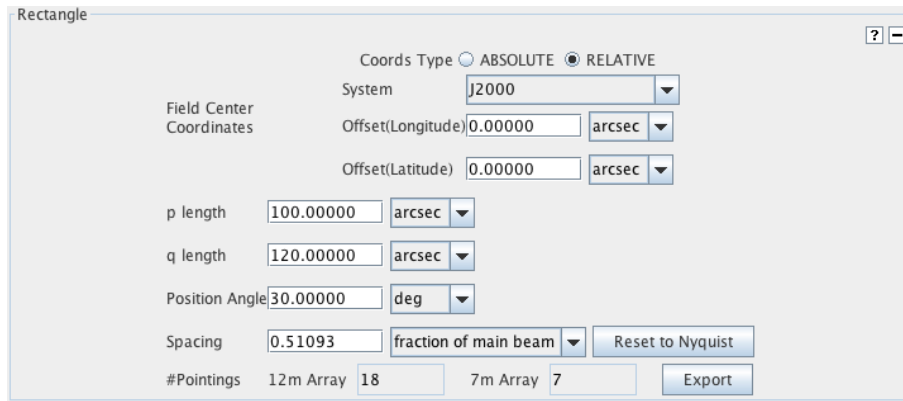 Rectangle
?
Coords Type ABSOLUTE RELATIVE
System J2000
Field Center
Coordinates
Offset(Longitude) 0.00000 arcsec
Offset(Latitude) 0.00000 arcsec
p length 100.00000 arcsec
q length 120.00000 arcsec
Position Angle 30.00000 deg
Spacing 0.51093 fraction of main beam Reset to Nyquist
#Pointings 12m Array 18 7m Array 7 Export